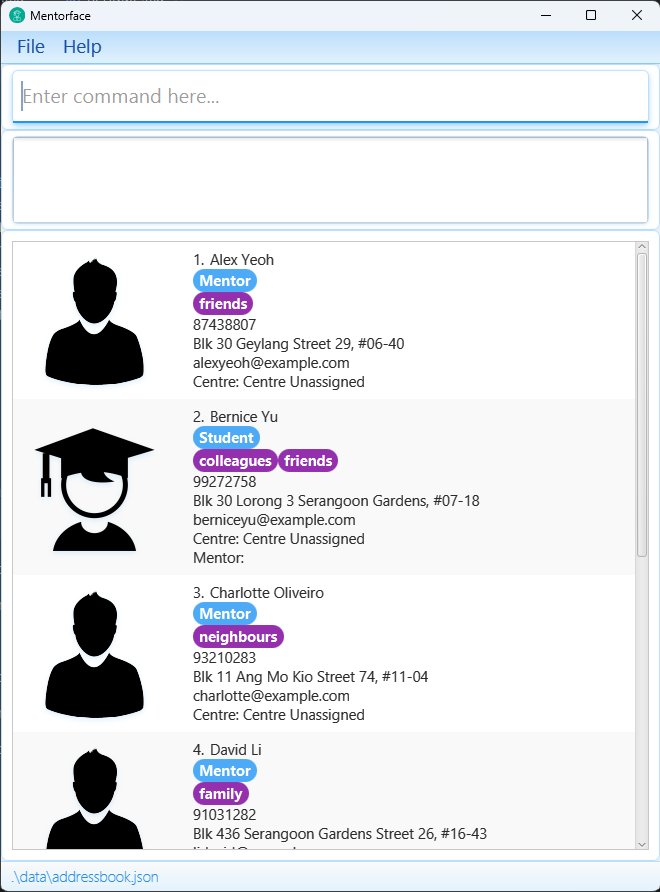 Mentorface
File Help
Enter command here...
1. Alex Yeoh
Mentor
friends
87438807
Blk 30 Geylang Street 29, #06-40
alexyeoh@example.com
Centre: Centre Unassigned
2. Bernice Yu
Student
colleagues friends
99272758
Blk 30 Lorong 3 Serangoon Gardens, #07-18
berniceyu@example.com
Centre: Centre Unassigned
Mentor:
3. Charlotte Oliveiro
Mentor
neighbours
93210283
Blk 11 Ang Mo Kio Street 74, #11-04
charlotte@example.com
Centre: Centre Unassigned
4. David Li
Mentor
family
91031282
Blk 436 Serangoon Gardens Street 26, #16-43
.\data\addressbook.json